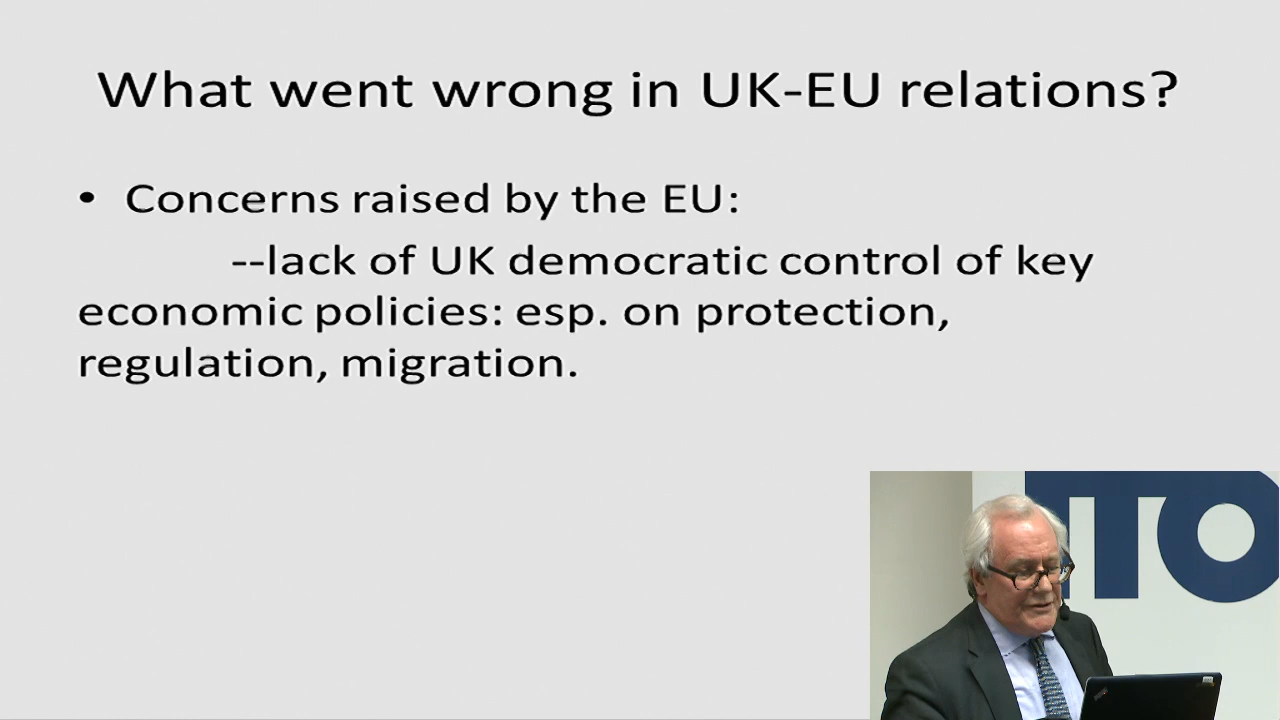 What went wrong in UK-EU relations?
• Concerns raised by the EU:
--lack of UK democratic control of key
economic policies: esp. on protection,
regulation, migration.
ITO